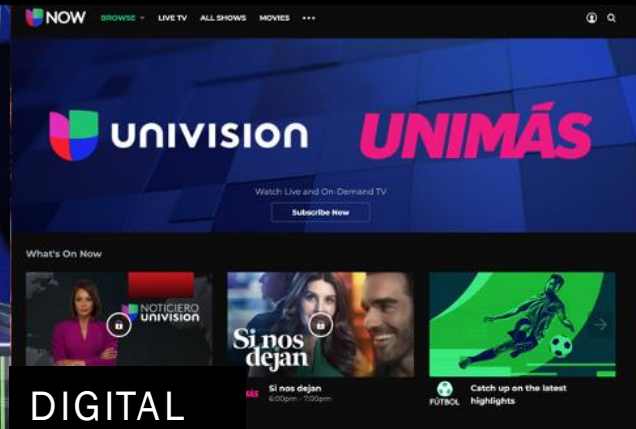 NOW BROWSE LIVE TV ALL SHOWS MOVIES
UNIVISION UNIMÁS
Watch Live and On-Demand TV
Subscribe Now
What's On Now
NOTICIERO
UNIVISION
Si nos
dejan
MÁS
Si nos dejan
6:00pm - 7:00pm
FÚTBOL
Catch up on the latest
highlights
DIGITAL